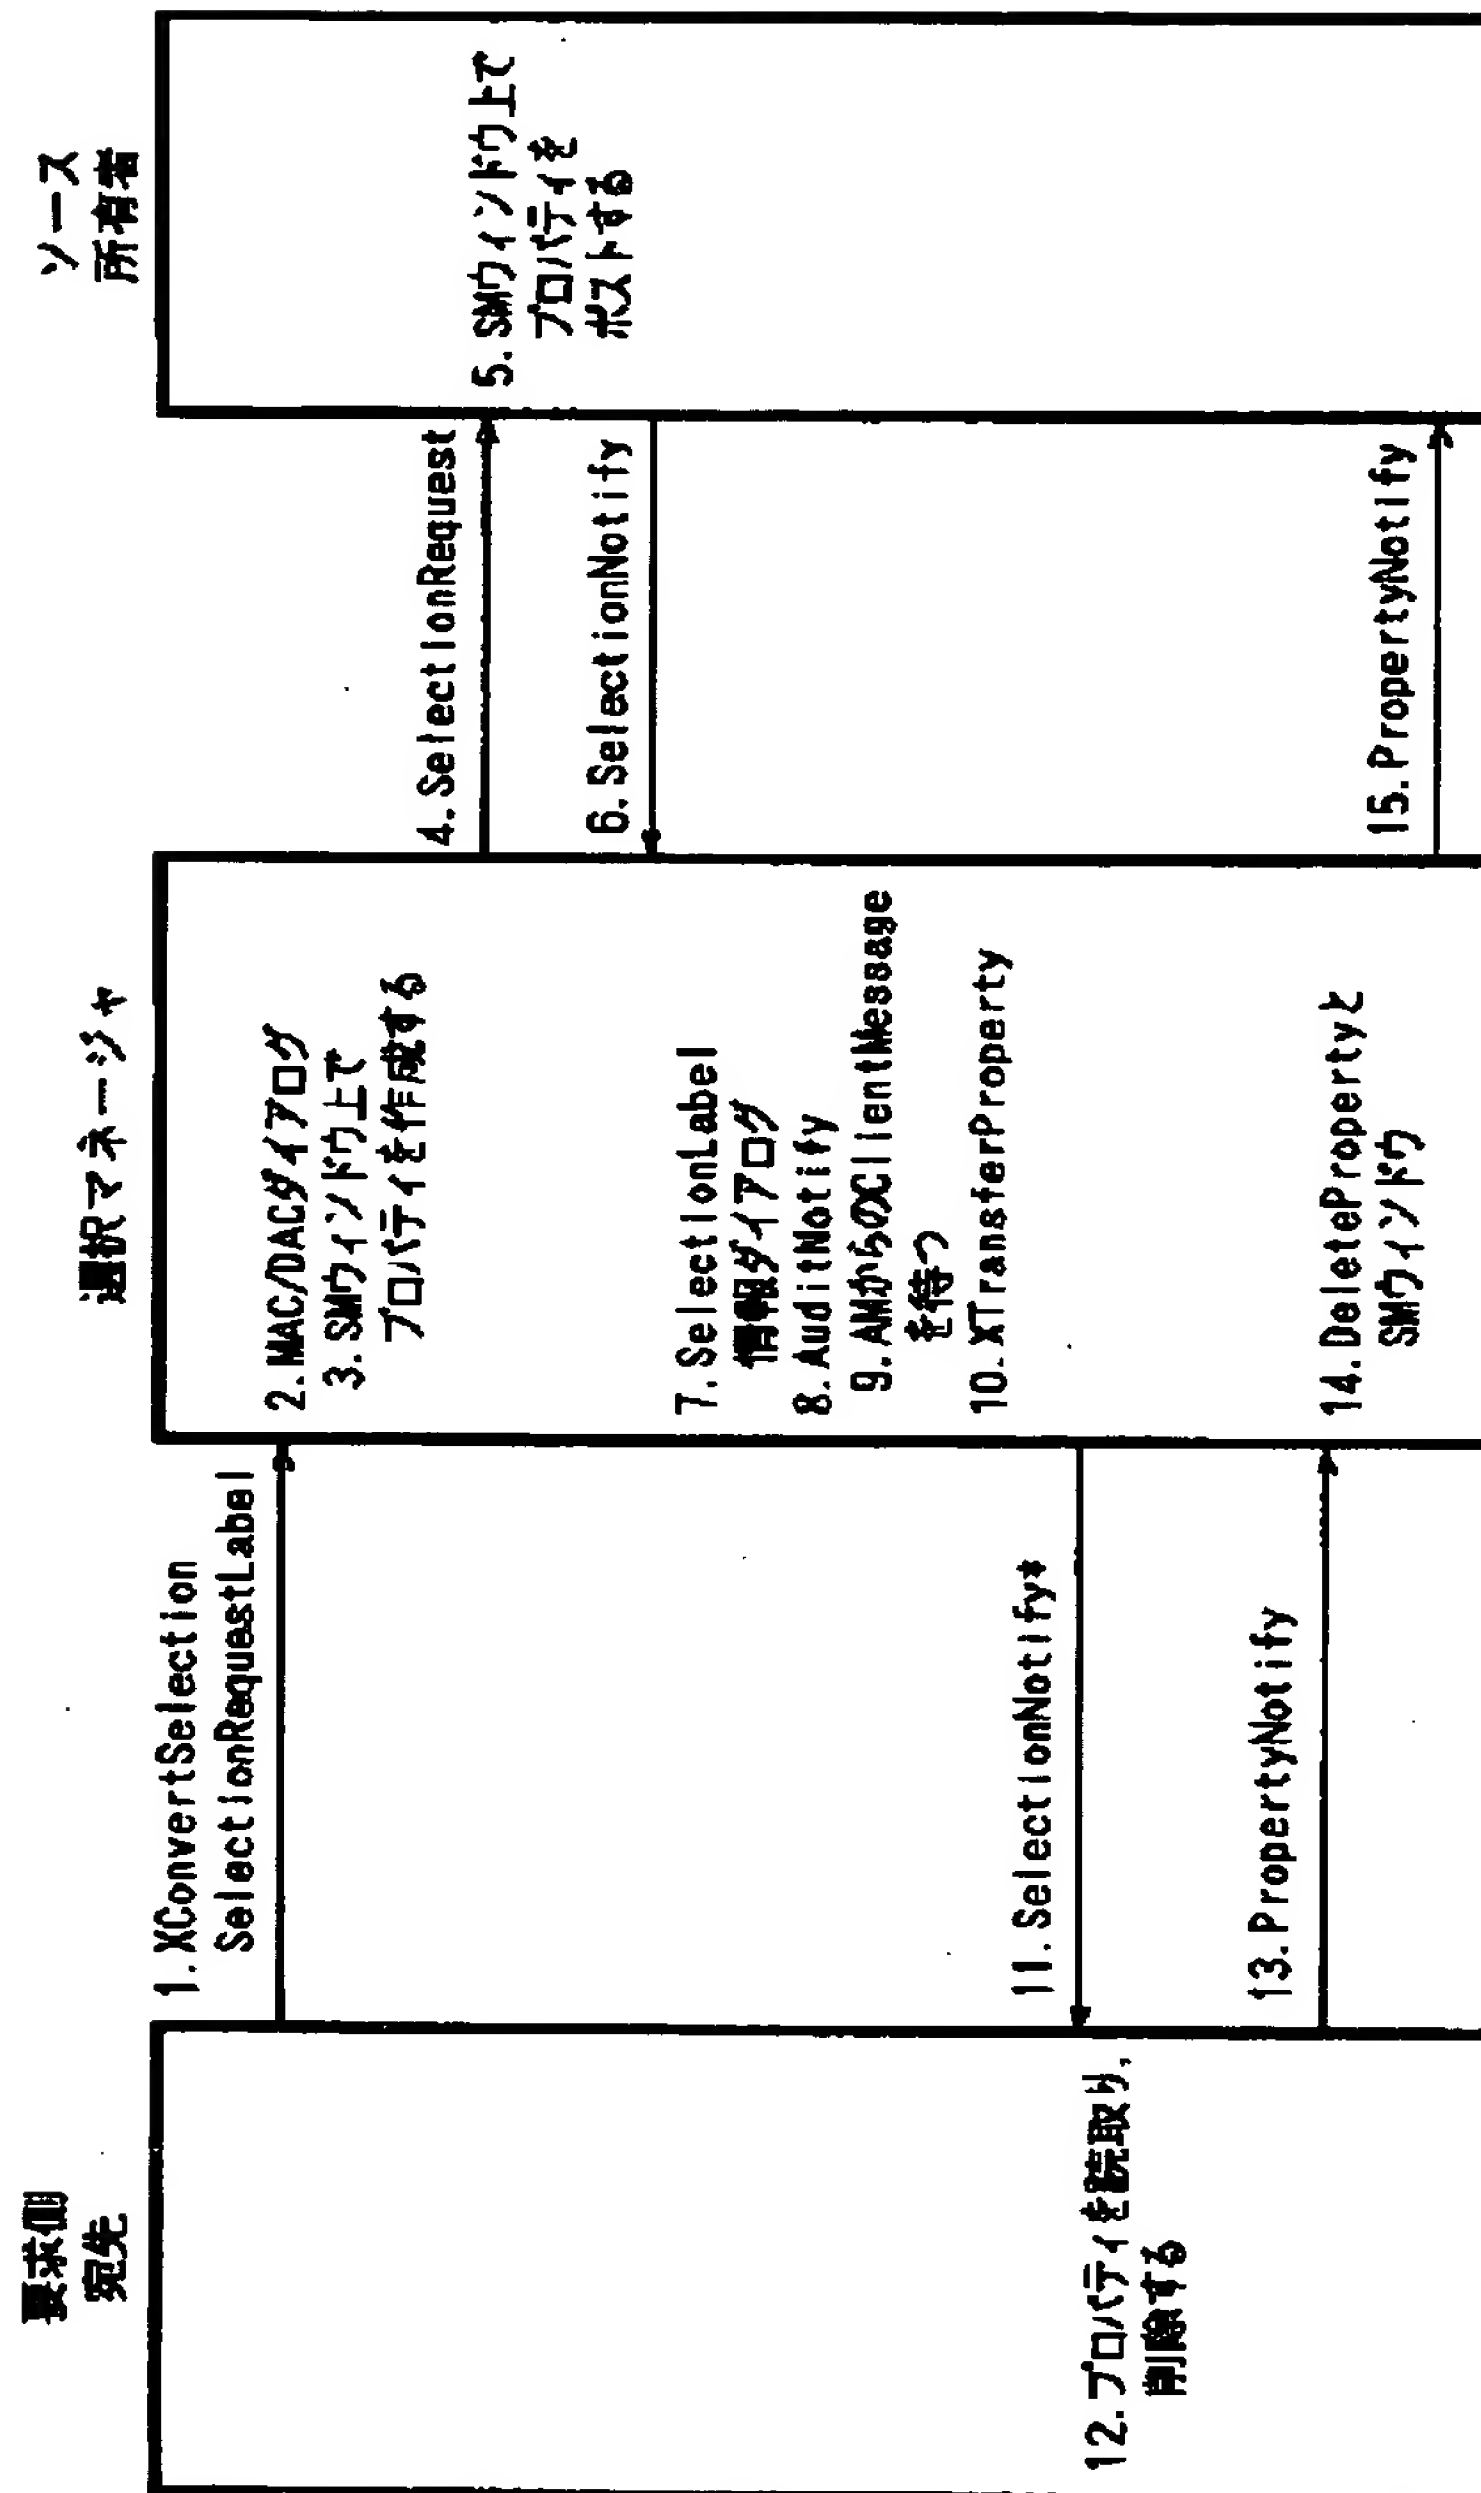 要求側
宛先
選択マネージャ
ソース
所有者
1.XConvertSelection
SelectionRequestLabel
2.MAC/DACダイアログ
3.SMウィンドウ上で
プロパティを作成する
4.SelectionRequest
5.SMウィンドウ上で
プロパティを
ポストする
6.SelectionNotify
7.SelectionLabel
情報ダイアログ
8.AuditNotify
9.AMからのXClientMessage
を待つ
10.XTransferProperty
11.SelectionNotify*
12.プロパティを読取り,
削除する
13.PropertyNotify
14.DeletePropertyと
SMウィンドウ
15.PropertyNotify